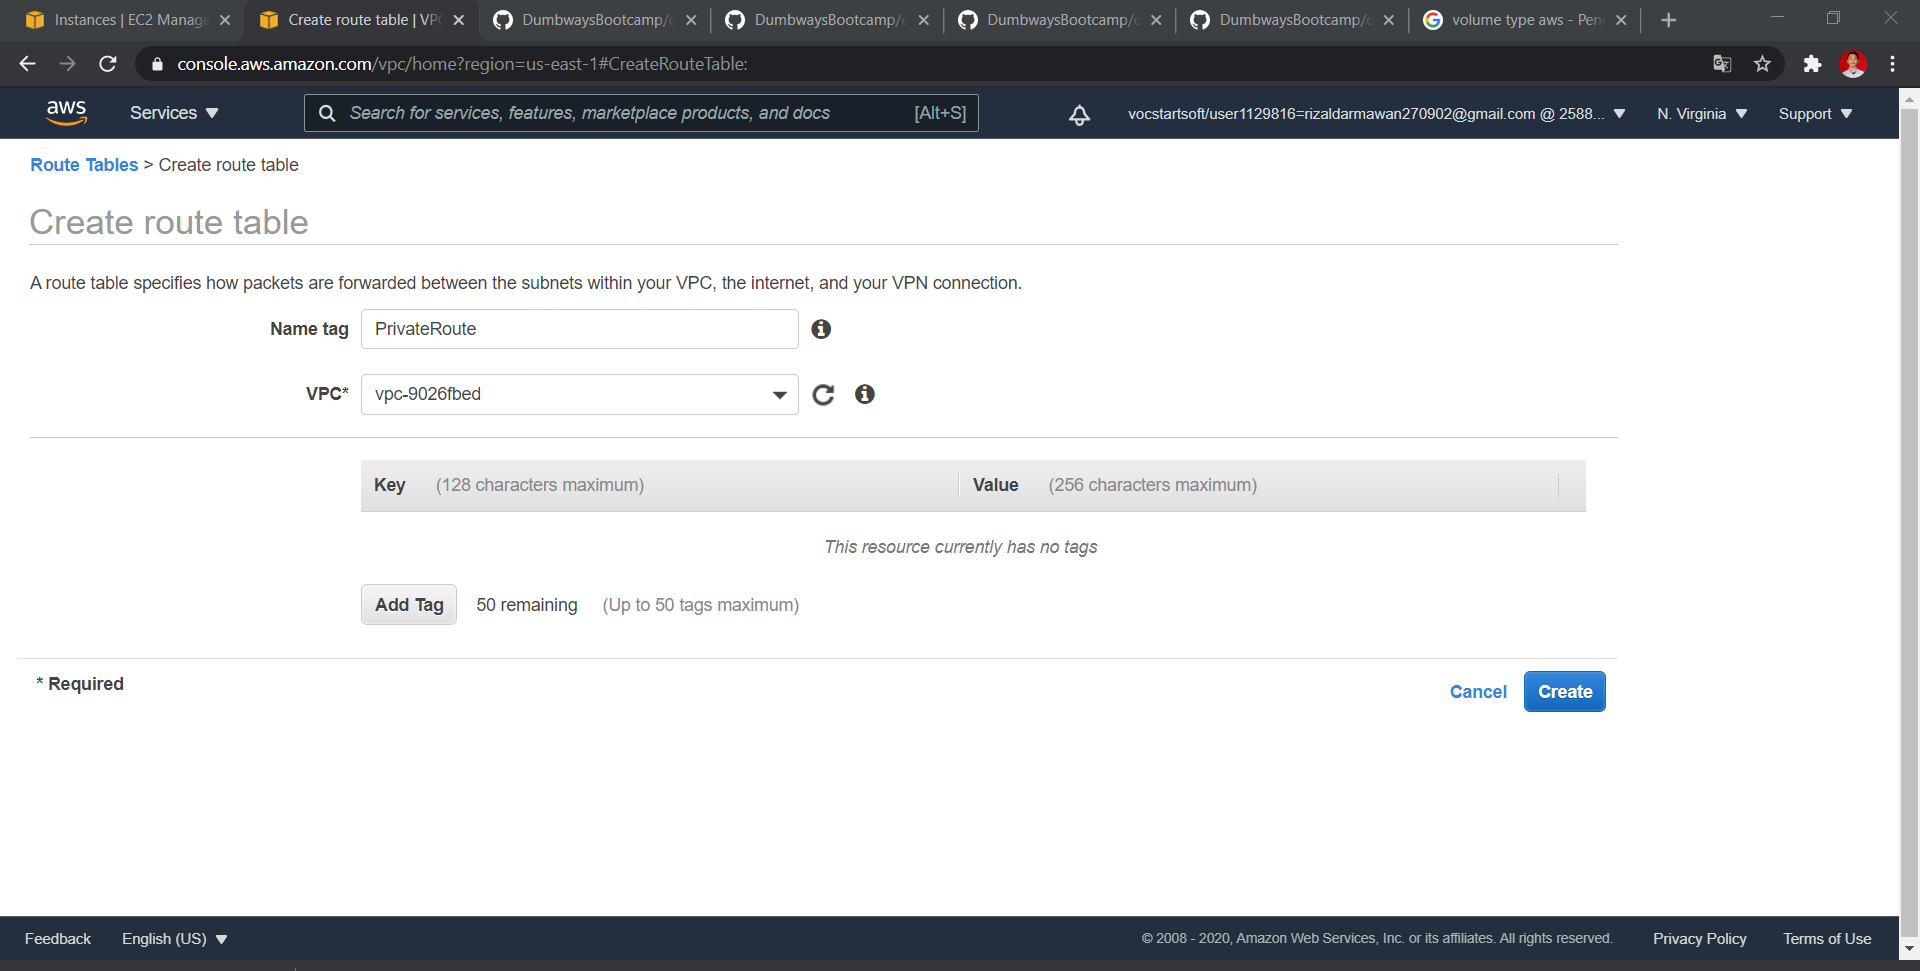 Instances | EC2 Manage
Create route table | VPC
DumbwaysBootcamp/
DumbwaysBootcamp/
DumbwaysBootcamp/
DumbwaysBootcamp/
volume type aws - Pen
console.aws.amazon.com/vpc/home?region=us-east-1#CreateRouteTable:
aws
Services
Search for services, features, marketplace products, and docs
[Alt+S]
vocstartsoft/user1129816=rizaldarmawan270902@gmail.com @ 2588...
N. Virginia
Support
Route Tables > Create route table
Create route table
A route table specifies how packets are forwarded between the subnets within your VPC, the internet, and your VPN connection.
Name tag
PrivateRoute
VPC*
vpc-9026fbed
Key (128 characters maximum)
Value (256 characters maximum)
This resource currently has no tags
Add Tag
50 remaining
(Up to 50 tags maximum)
* Required
Cancel
Create
Feedback
English (US)
© 2008 - 2020, Amazon Web Services, Inc. or its affiliates. All rights reserved.
Privacy Policy
Terms of Use